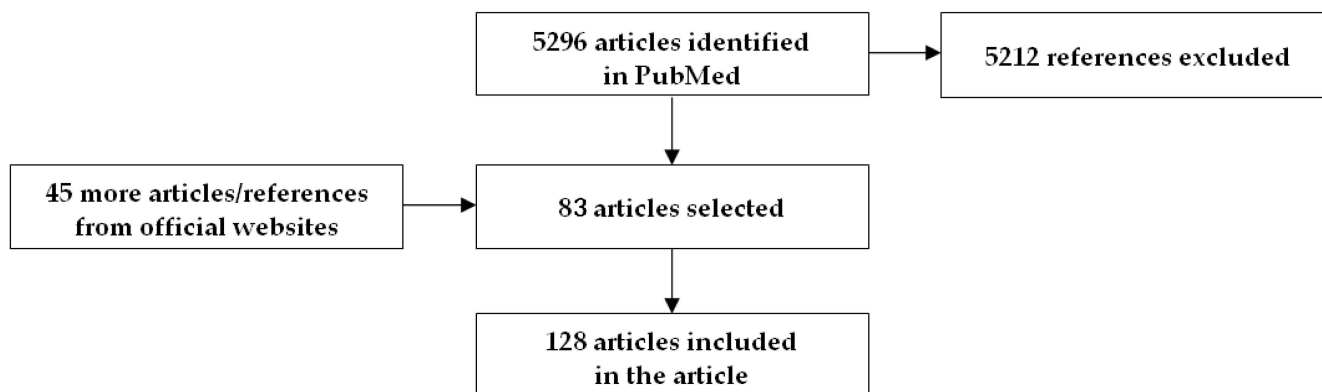 5296 articles identified
in PubMed
5212 references excluded
45 more articles/references
from official websites
83 articles selected
128 articles included
in the article